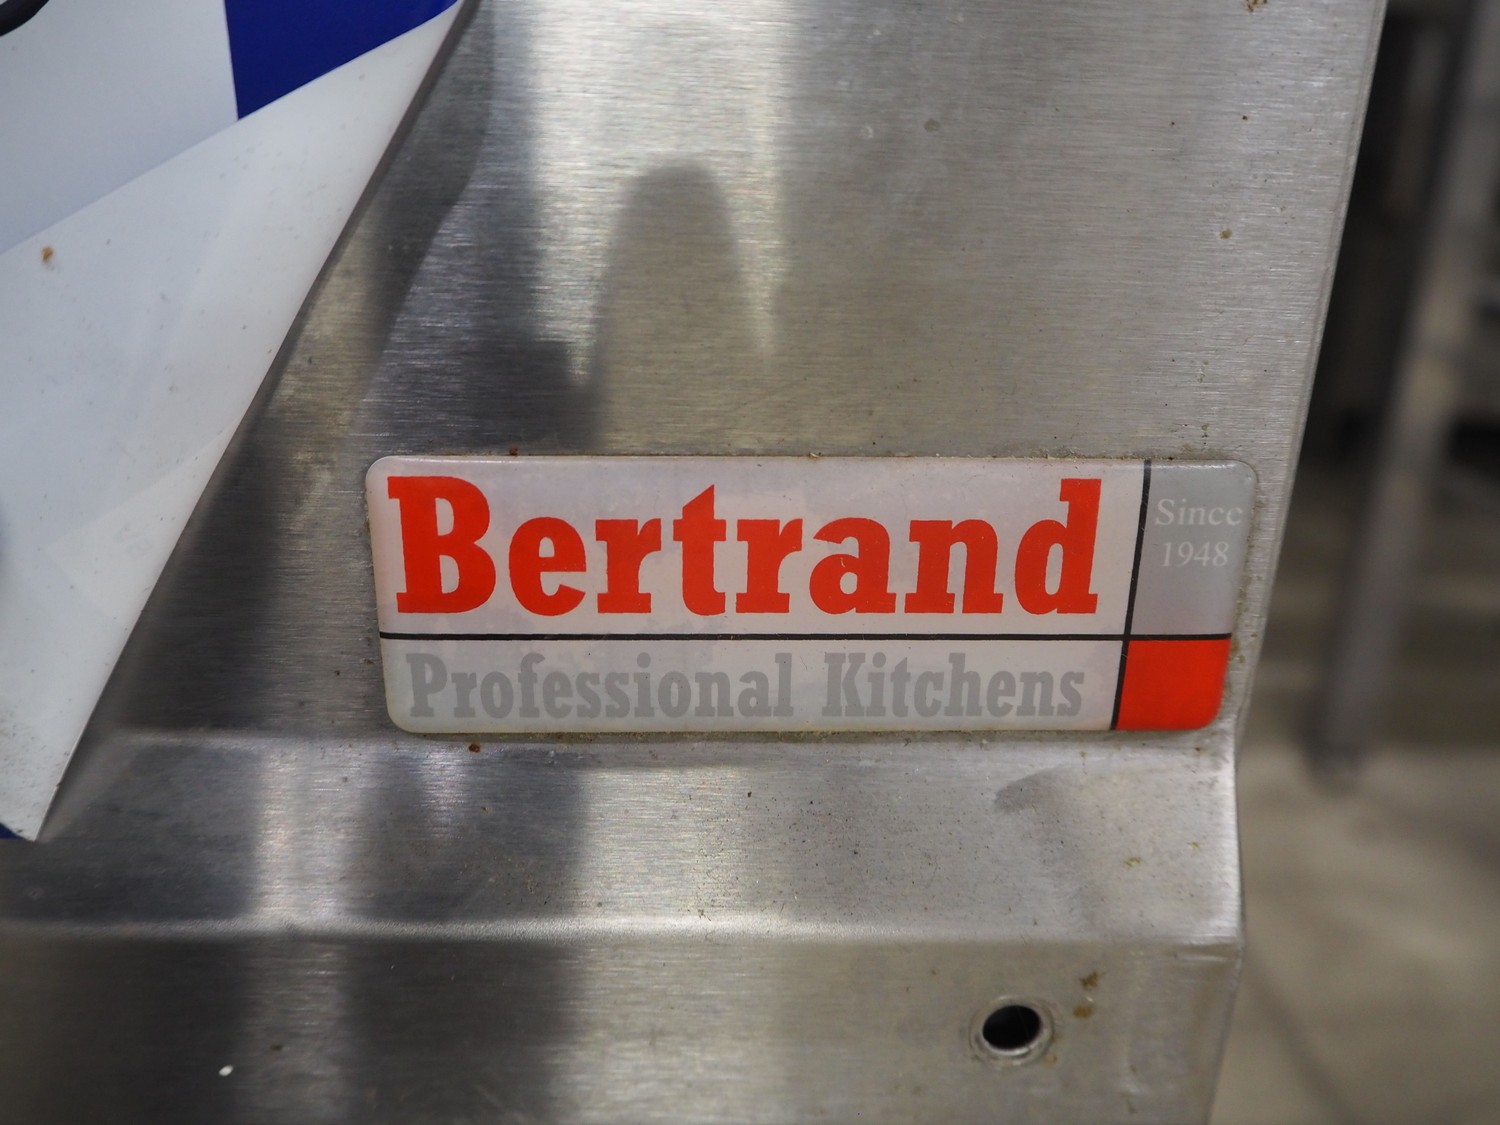 Bertrand
Since
1948
Professional Kitchens